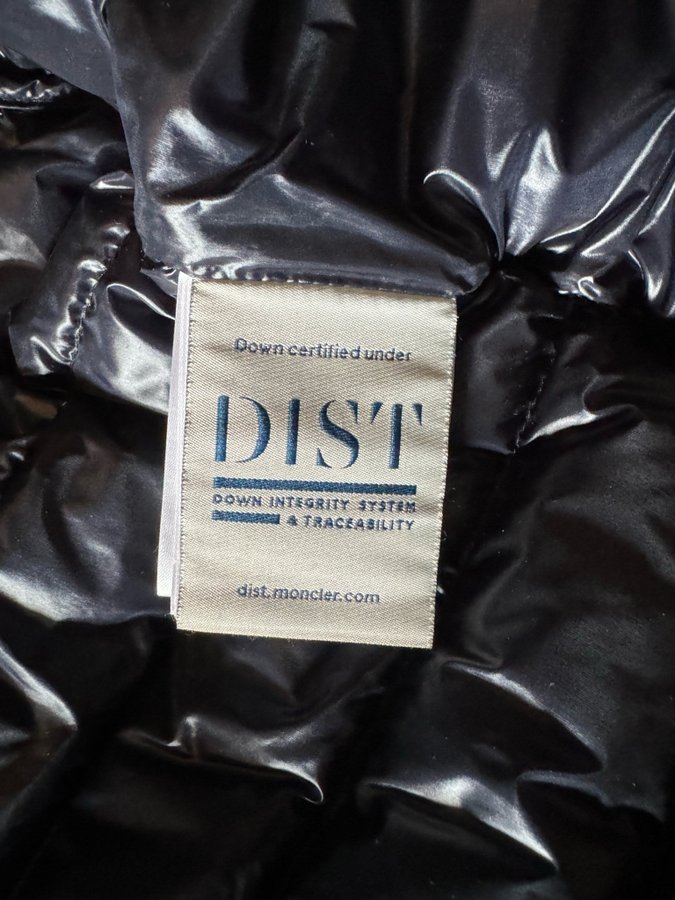 Down certified under
DIST
DOWN INTEGRITY SYSTEM
& TRACEABILITY
dist.moncler.com